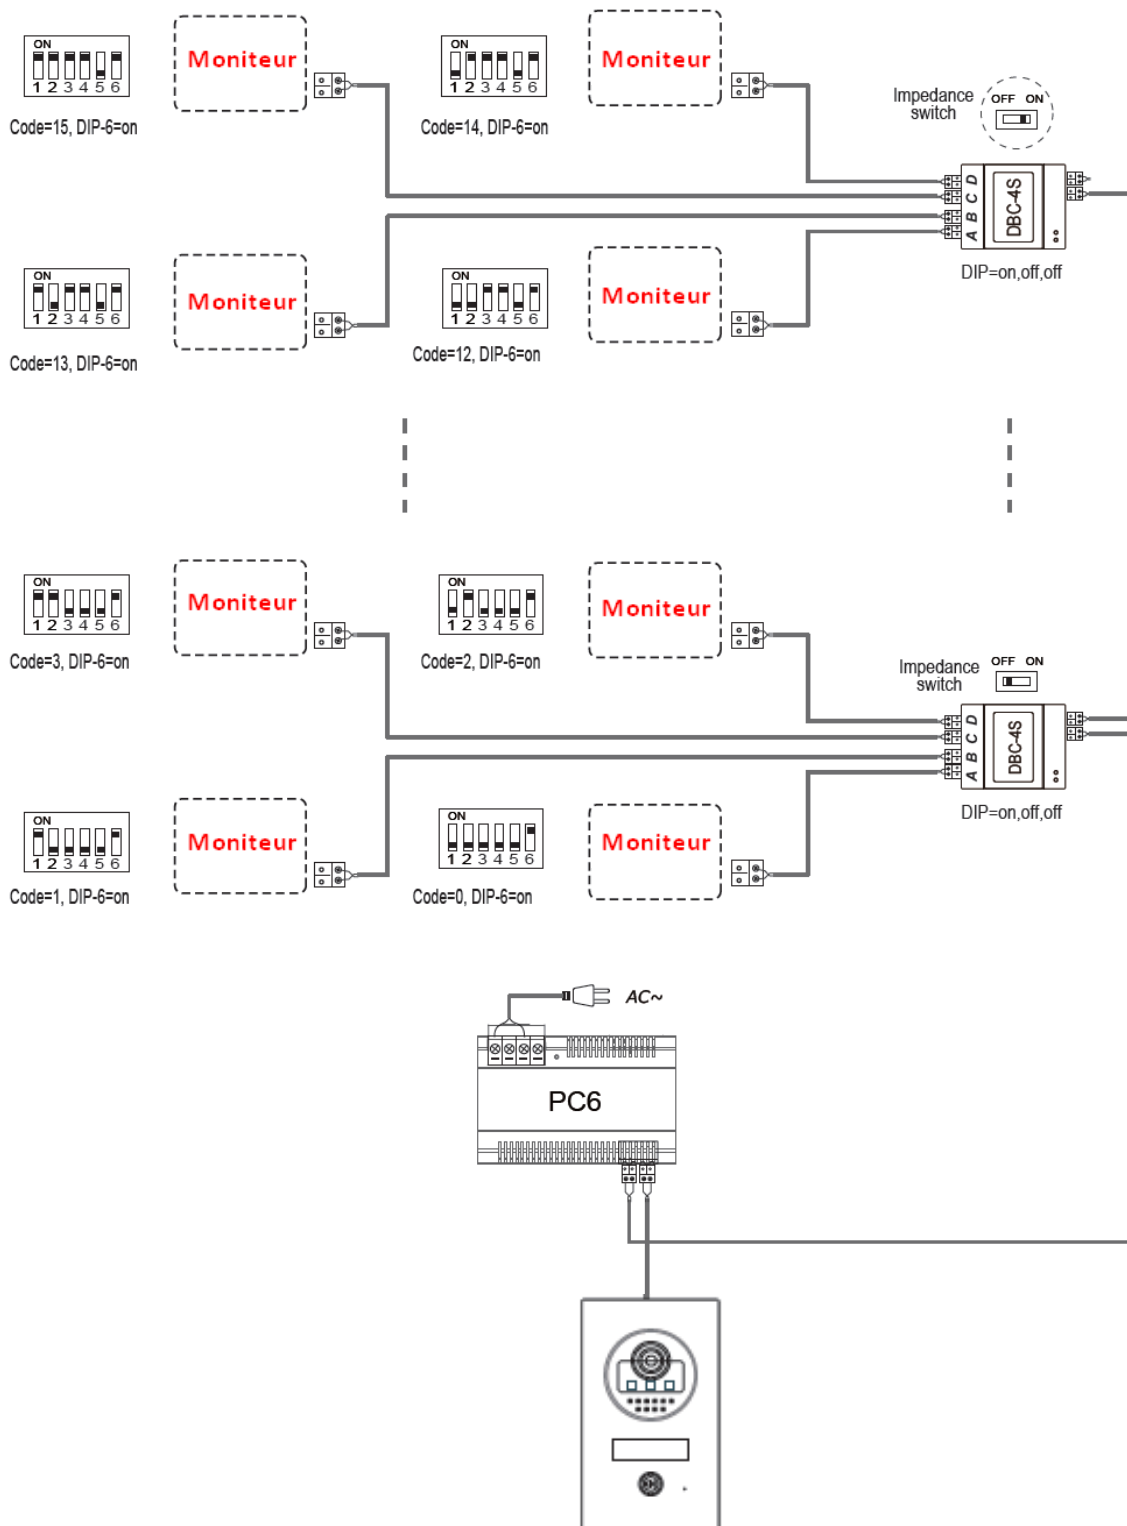 ON
1 2 3 4 5 6
Code=15, DIP-6=on
Moniteur
ON
1 2 3 4 5 6
Code=14, DIP-6=on
Moniteur
Impedance
switch
OFF ON
D
C
B
A
DBC-4S
DIP=on,off,off
ON
1 2 3 4 5 6
Code=13, DIP-6=on
Moniteur
ON
1 2 3 4 5 6
Code=12, DIP-6=on
Moniteur
ON
1 2 3 4 5 6
Code=3, DIP-6=on
Moniteur
ON
1 2 3 4 5 6
Code=2, DIP-6=on
Moniteur
Impedance
switch
OFF ON
D
C
B
A
DBC-4S
DIP=on,off,off
ON
1 2 3 4 5 6
Code=1, DIP-6=on
Moniteur
ON
1 2 3 4 5 6
Code=0, DIP-6=on
Moniteur
AC~
PC6